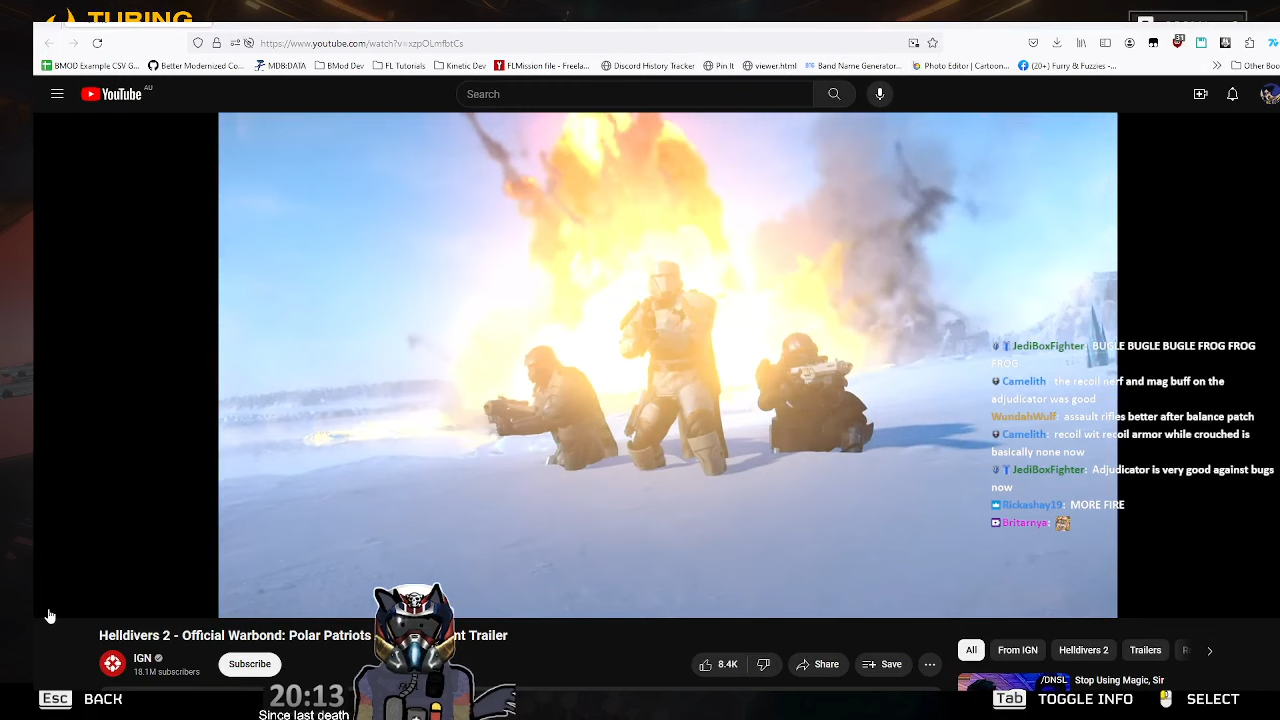 TUBING
https://www.youtube.com/watch?v=xzpOLmfbtCs
BMOD Example CSV G... Better Modernized Co... MDB:DATA BMod Dev FL Tutorials Kinetic Dev FLMission file - Freela... Discord History Tracker Pin It viewer.html Band Name Generator... Photo Editor | Cartoon... (20+) Furry & Fuzzies -... Other Boo
YouTube AU
Search
JediBoxFighter: BUGLE BUGLE BUGLE FROG FROG
FROG
Camelith: the recoil nerf and mag buff on the
adjudicator was good
WundahWulf: assault rifles better after balance patch
Camelith: recoil wit recoil armor while crouched is
basically none now
JediBoxFighter: Adjudicator is very good against bugs
now
Rickashay19: MORE FIRE
Britarnya:
Helldivers 2 - Official Warbond: Polar Patriots nt Trailer
IGN
18.1M subscribers
Subscribe
8.4K
Share
Save
All From IGN Helldivers 2 Trailers
/DNSL Stop Using Magic, Sir
Esc BACK
20:13
Since last death
Tab TOGGLE INFO SELECT